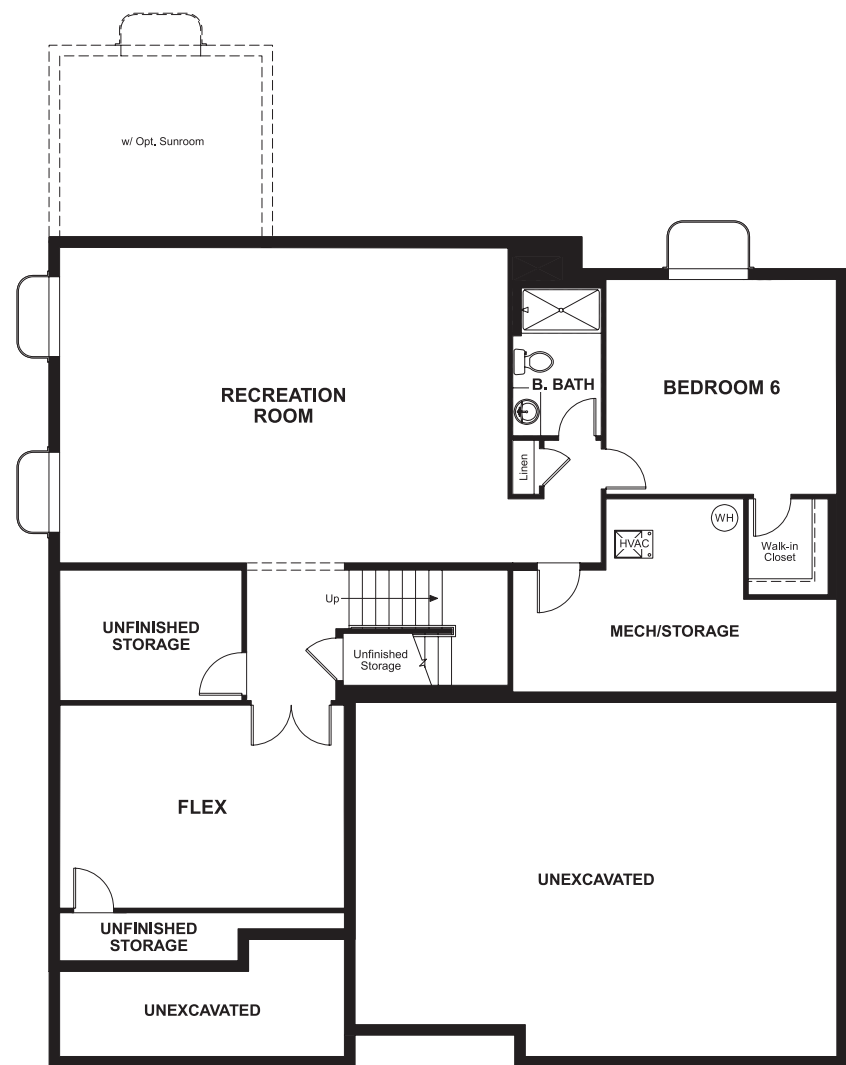 w/ Opt. Sunroom
RECREATION
ROOM
B. BATH
BEDROOM 6
Linen
WH
HVAC
Walk-in
Closet
Up
UNFINISHED
STORAGE
Unfinished
Storage
MECH/STORAGE
FLEX
UNEXCAVATED
UNFINISHED
STORAGE
UNEXCAVATED